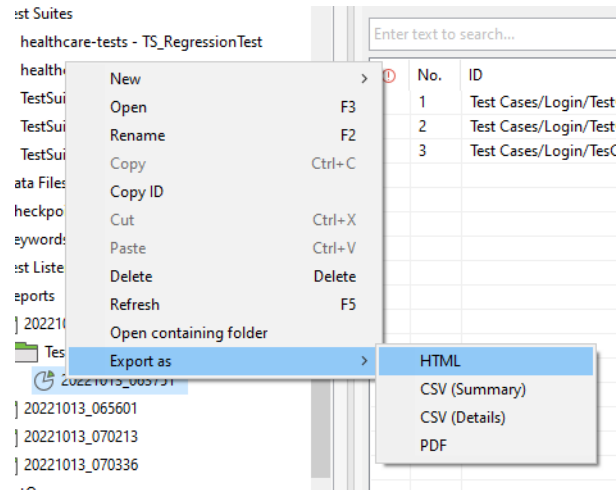 est Suites
healthcare-tests - TS_RegressionTest
healthc
TestSui
TestSui
TestSui
ata Files
heckpo
eywords
est Liste
eports
202210
Tes
20221013_063751
20221013_065601
20221013_070213
20221013_070336
New
Open F3
Rename F2
Copy Ctrl+C
Copy ID
Cut Ctrl+X
Paste Ctrl+V
Delete Delete
Refresh F5
Open containing folder
Export as
HTML
CSV (Summary)
CSV (Details)
PDF
Enter text to search...
No. ID
1 Test Cases/Login/Test
2 Test Cases/Login/Test
3 Test Cases/Login/TesC